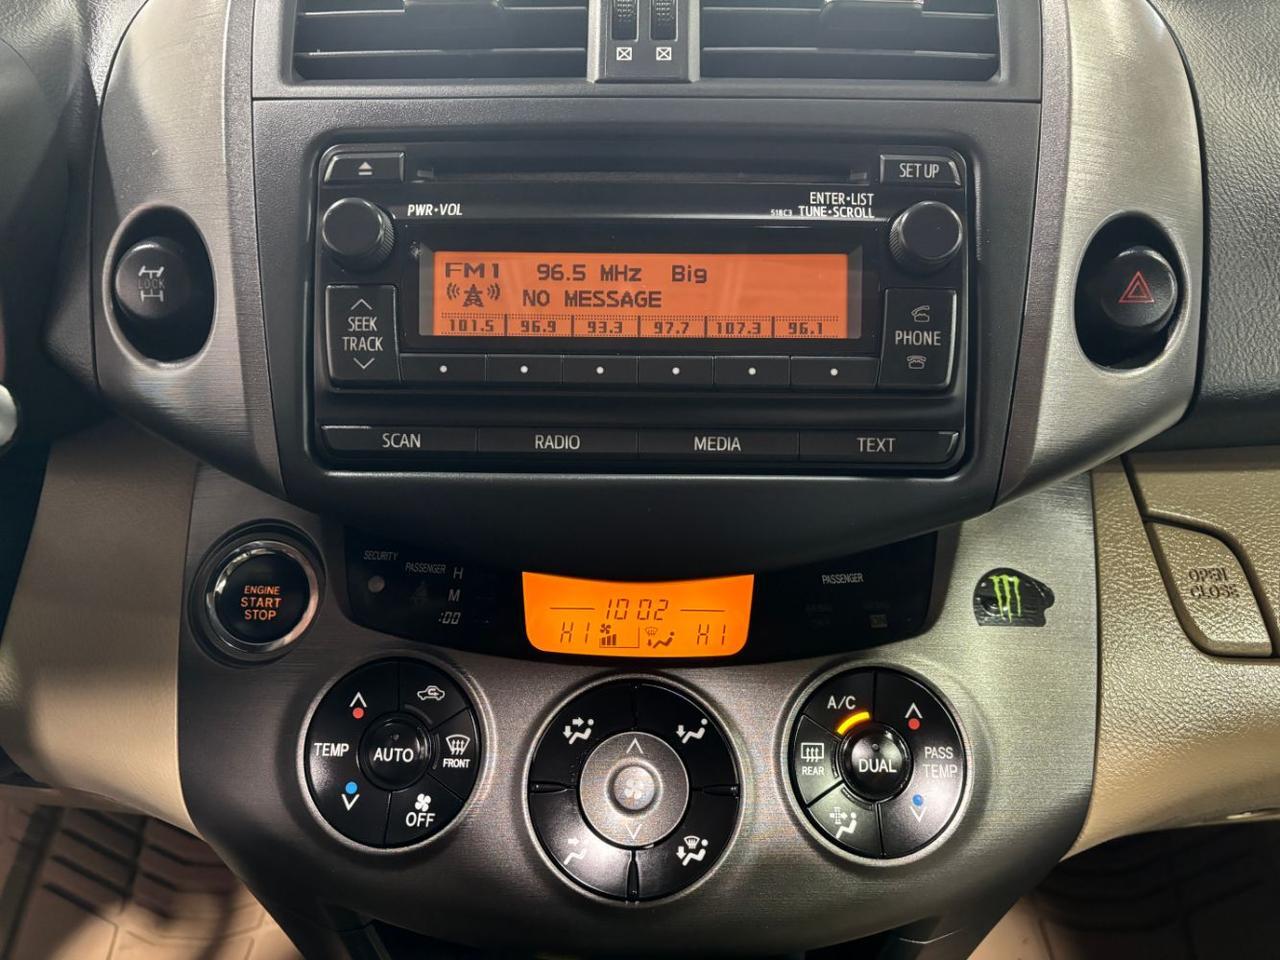 SET UP
PWR•VOL
ENTER•LIST
518C3 TUNE•SCROLL
FM1 96.5 MHz Big
NO MESSAGE
101.5 96.9 93.3 97.7 107.3 96.1
LOCK
SEEK
TRACK
PHONE
SCAN RADIO MEDIA TEXT
ENGINE
START
STOP
SECURITY
PASSENGER
H
M
:00
10:02
HI HI
PASSENGER
OPEN
CLOSE
TEMP
AUTO
FRONT
OFF
A/C
REAR
DUAL
PASS
TEMP